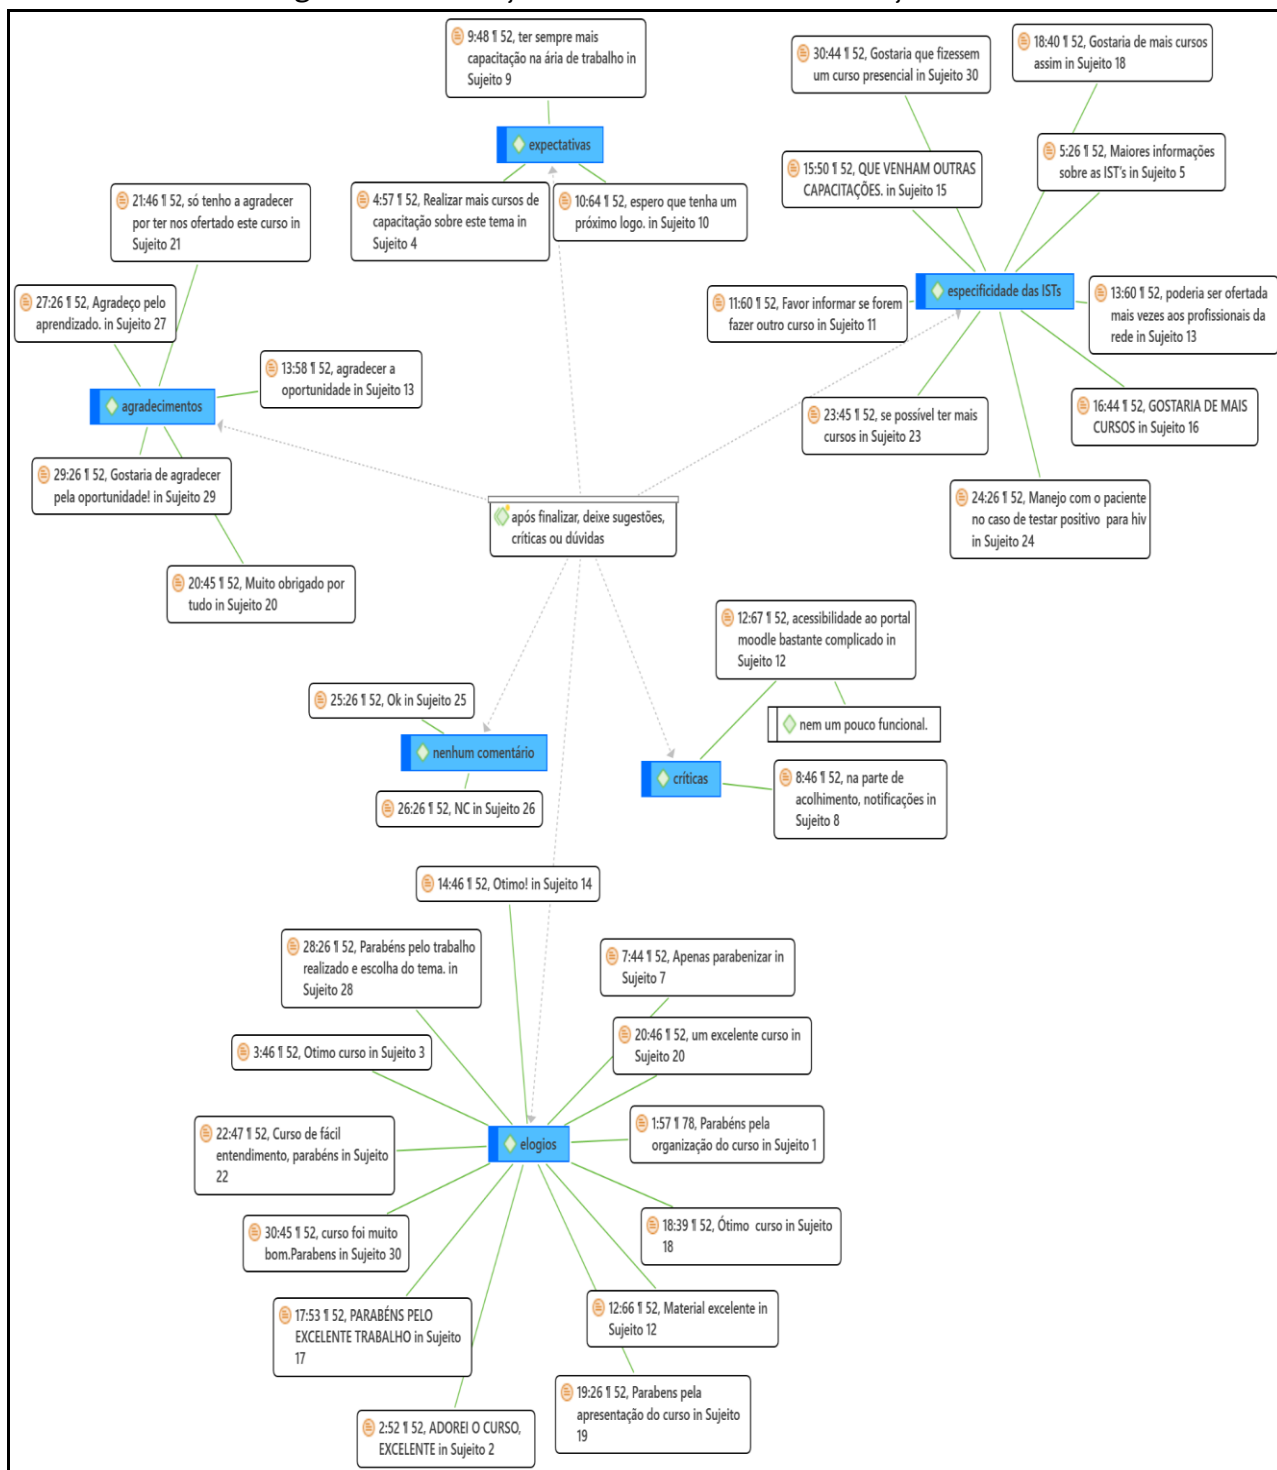 9:48 ¶ 52, ter sempre mais
capacitação na ária de trabalho in
Sujeito 9
30:44 ¶ 52, Gostaria que fizessem
um curso presencial in Sujeito 30
18:40 ¶ 52, Gostaria de mais cursos
assim in Sujeito 18
expectativas
15:50 ¶ 52, QUE VENHAM OUTRAS
CAPACITAÇÕES. in Sujeito 15
5:26 ¶ 52, Maiores informações
sobre as IST's in Sujeito 5
21:46 ¶ 52, só tenho a agradecer
por ter nos ofertado este curso in
Sujeito 21
4:57 ¶ 52, Realizar mais cursos de
capacitação sobre este tema in
Sujeito 4
10:64 ¶ 52, espero que tenha um
próximo logo. in Sujeito 10
27:26 ¶ 52, Agradeço pelo
aprendizado. in Sujeito 27
11:60 ¶ 52, Favor informar se forem
fazer outro curso in Sujeito 11
especificidade das ISTs
13:60 ¶ 52, poderia ser ofertada
mais vezes aos profissionais da
rede in Sujeito 13
13:58 ¶ 52, agradecer a
oportunidade in Sujeito 13
agradecimentos
23:45 ¶ 52, se possível ter mais
cursos in Sujeito 23
16:44 ¶ 52, GOSTARIA DE MAIS
CURSOS in Sujeito 16
29:26 ¶ 52, Gostaria de agradecer
pela oportunidade! in Sujeito 29
após finalizar, deixe sugestões,
críticas ou dúvidas
24:26 ¶ 52, Manejo com o paciente
no caso de testar positivo para hiv
in Sujeito 24
20:45 ¶ 52, Muito obrigado por
tudo in Sujeito 20
12:67 ¶ 52, acessibilidade ao portal
moodle bastante complicado in
Sujeito 12
25:26 ¶ 52, Ok in Sujeito 25
nem um pouco funcional.
nenhum comentário
críticas
8:46 ¶ 52, na parte de
acolhimento, notificações in
Sujeito 8
26:26 ¶ 52, NC in Sujeito 26
14:46 ¶ 52, Otimo! in Sujeito 14
28:26 ¶ 52, Parabéns pelo trabalho
realizado e escolha do tema. in
Sujeito 28
7:44 ¶ 52, Apenas parabenizar in
Sujeito 7
3:46 ¶ 52, Otimo curso in Sujeito 3
20:46 ¶ 52, um excelente curso in
Sujeito 20
22:47 ¶ 52, Curso de fácil
entendimento, parabéns in Sujeito
22
elogios
1:57 ¶ 78, Parabéns pela
organização do curso in Sujeito 1
30:45 ¶ 52, curso foi muito
bom.Parabens in Sujeito 30
18:39 ¶ 52, Ótimo curso in Sujeito
18
17:53 ¶ 52, PARABÉNS PELO
EXCELENTE TRABALHO in Sujeito
17
12:66 ¶ 52, Material excelente in
Sujeito 12
19:26 ¶ 52, Parabens pela
apresentação do curso in Sujeito
19
2:52 ¶ 52, ADOREI O CURSO,
EXCELENTE in Sujeito 2